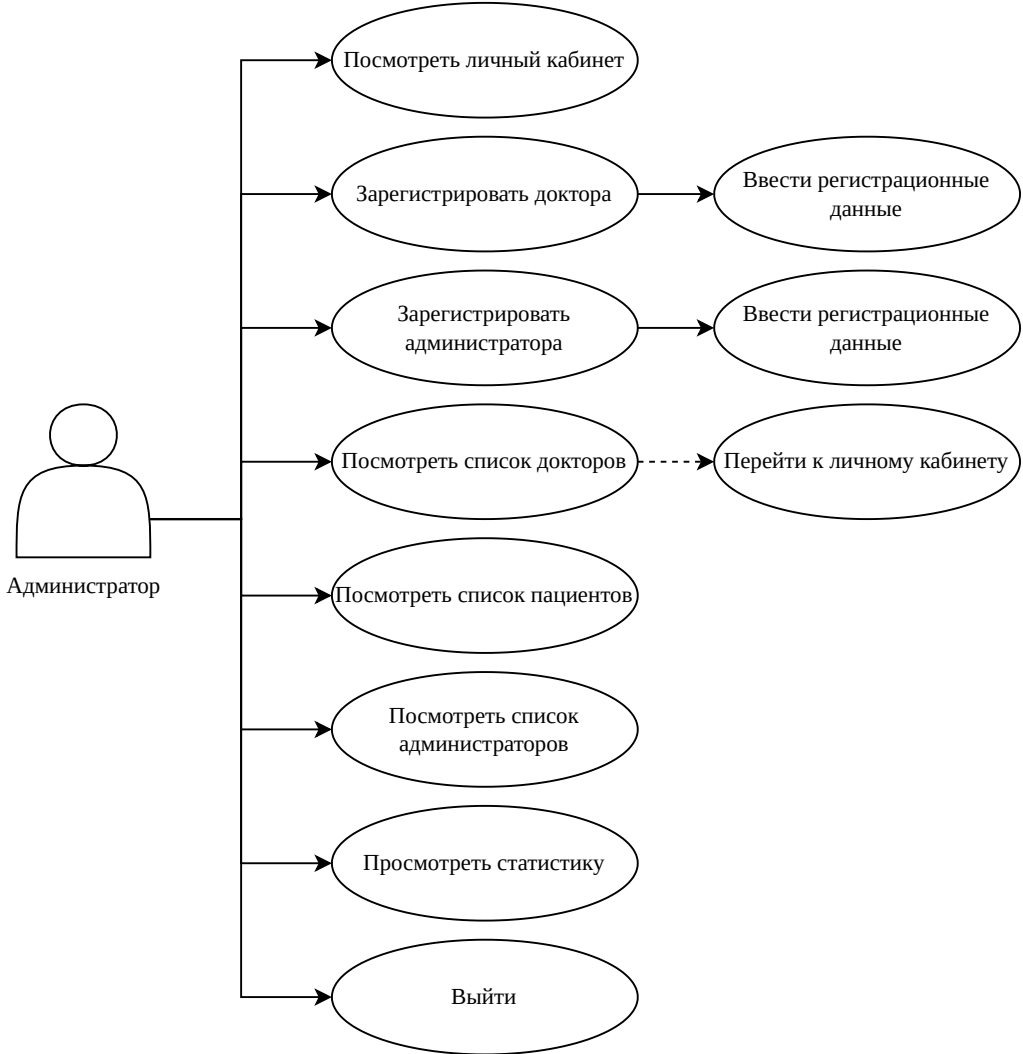 Посмотреть личный кабинет
Зарегистрировать доктора
Ввести регистрационные
данные
Зарегистрировать
администратора
Ввести регистрационные
данные
Посмотреть список докторов
Перейти к личному кабинету
Администратор
Посмотреть список пациентов
Посмотреть список
администраторов
Просмотреть статистику
Выйти